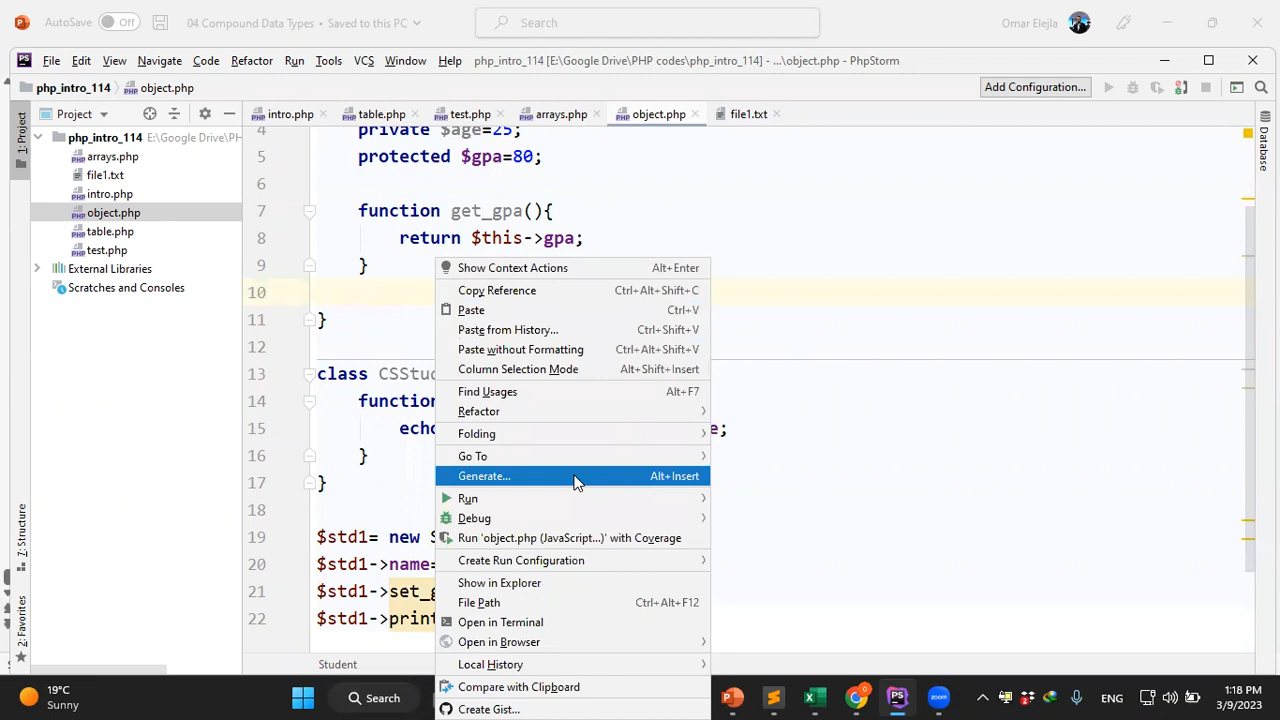 AutoSave Off 04 Compound Data Types • Saved to this PC Search Omar Elejla
File Edit View Navigate Code Refactor Run Tools VCS Window Help php_intro_114 [E:\Google Drive\PHP codes\php_intro_114] - ...\object.php - PhpStorm
php_intro_114 object.php Add Configuration...
Project intro.php table.php test.php arrays.php object.php file1.txt
1: Project
7: Structure
2: Favorites
Database
php_intro_114 E:\Google Drive\PH
arrays.php
file1.txt
intro.php
object.php
table.php
test.php
External Libraries
Scratches and Consoles
4 private $age=25;
5 protected $gpa=80;
6
7 function get_gpa(){
8 return $this->gpa;
9 }
10
11 }
12
13 class CSStu
14 function
15 echo e;
16 }
17 }
18
19 $std1= new S
20 $std1->name=
21 $std1->set_g
22 $std1->print
Student
Show Context Actions Alt+Enter
Copy Reference Ctrl+Alt+Shift+C
Paste Ctrl+V
Paste from History... Ctrl+Shift+V
Paste without Formatting Ctrl+Alt+Shift+V
Column Selection Mode Alt+Shift+Insert
Find Usages Alt+F7
Refactor
Folding
Go To
Generate... Alt+Insert
Run
Debug
Run 'object.php (JavaScript...)' with Coverage
Create Run Configuration
Show in Explorer
File Path Ctrl+Alt+F12
Open in Terminal
Open in Browser
Local History
Compare with Clipboard
Create Gist...
19°C
Sunny
Search
zoom
ENG
1:18 PM
3/9/2023